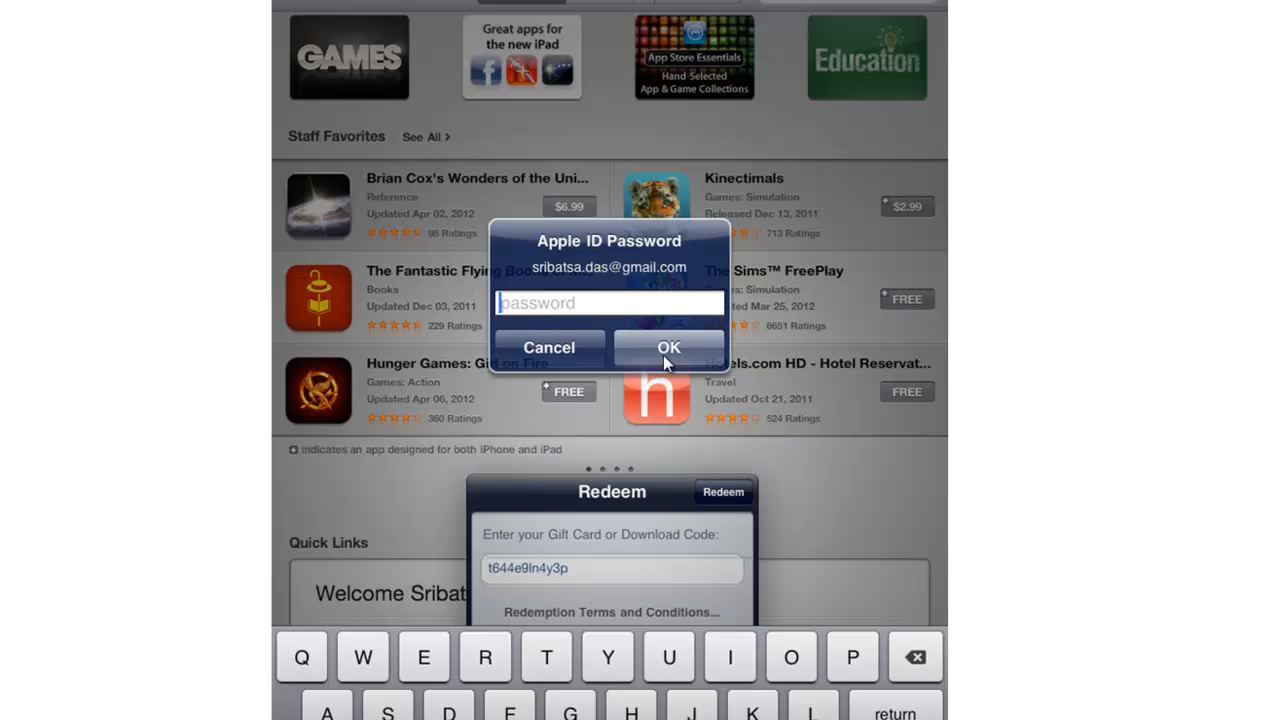 GAMES
Great apps for
the new iPad
App Store Essentials
Hand-Selected
App & Game Collections
Education
Staff Favorites See All >
Brian Cox's Wonders of the Uni...
Reference
Updated Apr 02, 2012
$6.99
98 Ratings
Kinectimals
Games: Simulation
Released Dec 13, 2011
$2.99
713 Ratings
Apple ID Password
sribatsa.das@gmail.com
password
Cancel
OK
The Fantastic Flying
Books
Updated Dec 03, 2011
229 Ratings
The Sims™ FreePlay
Simulation
Mar 25, 2012
FREE
6651 Ratings
Hunger Games: Girl on Fire
Games: Action
Updated Apr 06, 2012
FREE
360 Ratings
Hotels.com HD - Hotel Reservat...
Travel
Updated Oct 21, 2011
FREE
524 Ratings
h
indicates an app designed for both iPhone and iPad
Redeem
Redeem
Enter your Gift Card or Download Code:
t644e9ln4y3p
Redemption Terms and Conditions...
Quick Links
Welcome Sribat
Q W E R T Y U I O P
A S D F G H J K L return